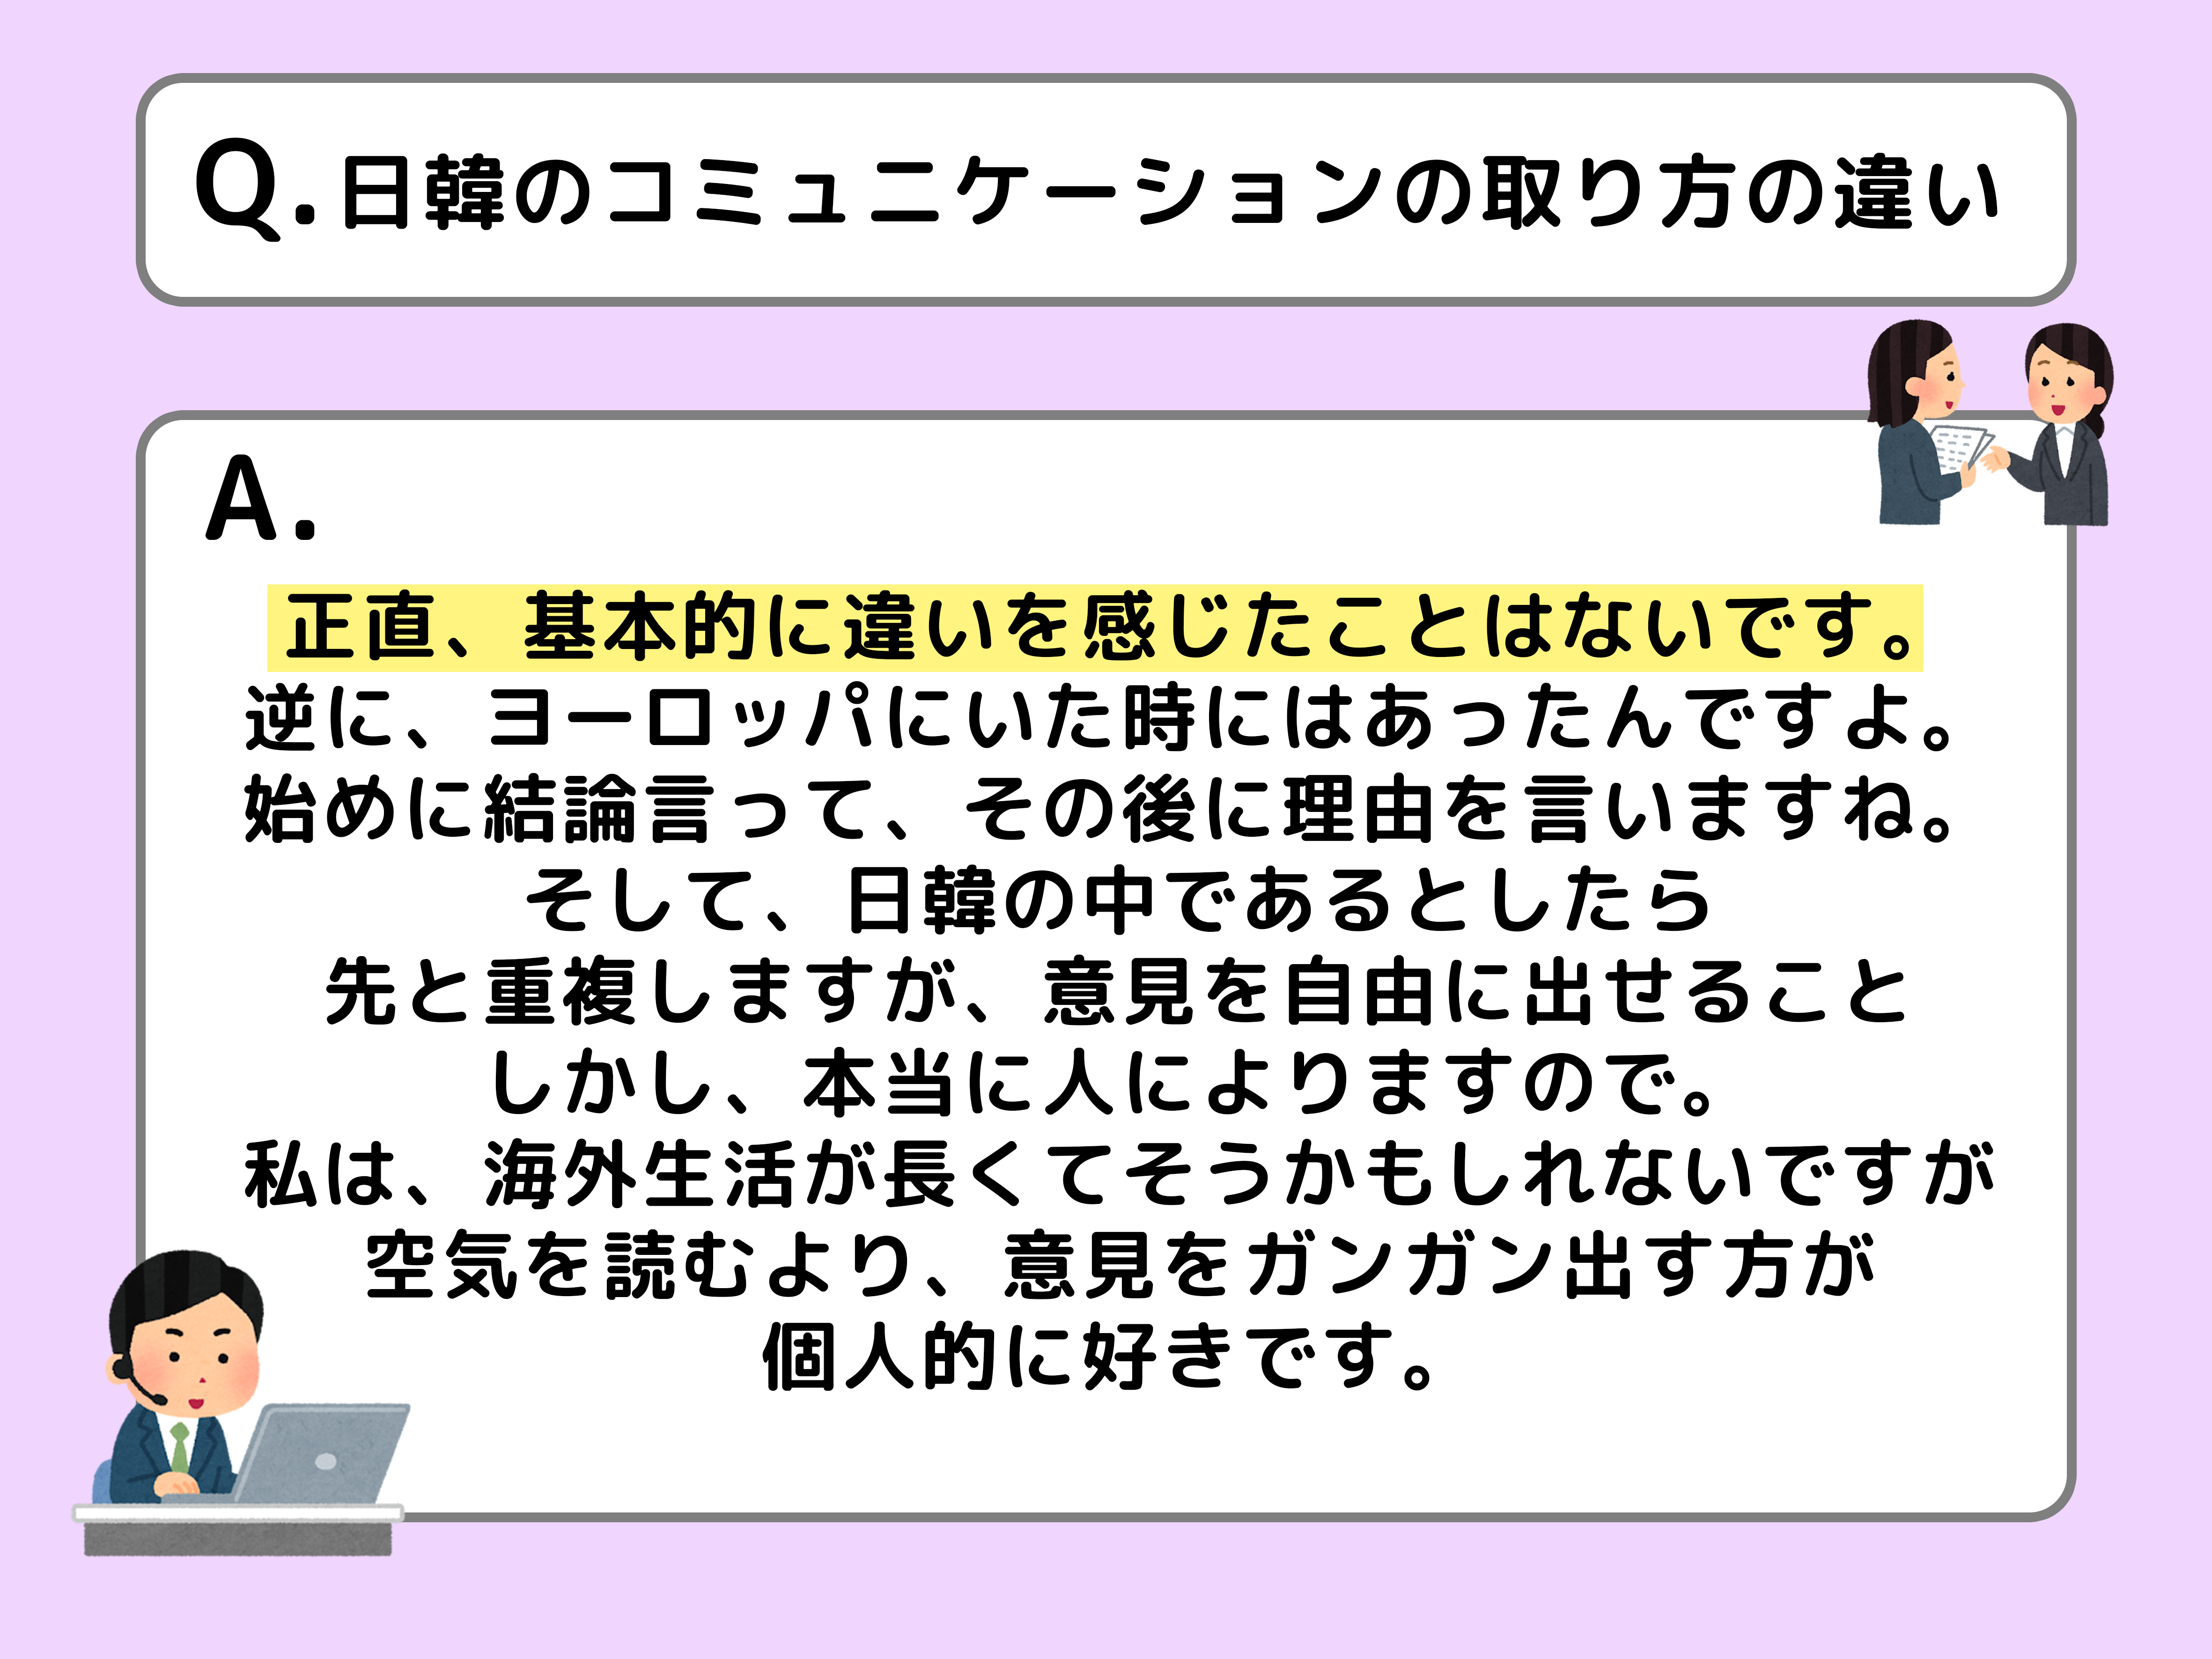 Q.日韓のコミュニケーションの取り方の違い
A.
正直、基本的に違いを感じたことはないです。
逆に、ヨーロッパにいた時にはあったんですよ。
始めに結論言って、その後に理由を言いますね。
そして、日韓の中であるとしたら
先と重複しますが、意見を自由に出せること
しかし、本当に人によりますので。
私は、海外生活が長くてそうかもしれないですが
空気を読むより、意見をガンガン出す方が
個人的に好きです。